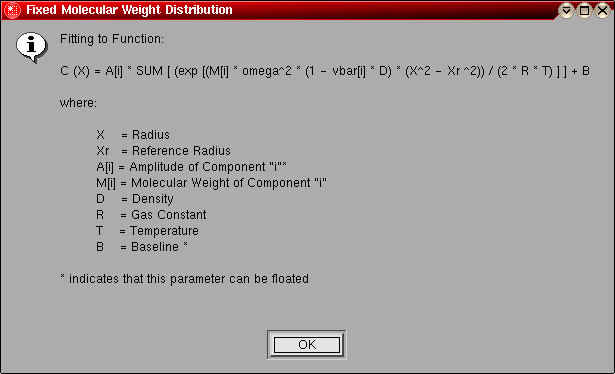 Fixed Molecular Weight Distribution
Fitting to Function:
C (X) = A[i] * SUM [ (exp [(M[i] * omega^2 * (1 - vbar[i] * D) * (X^2 - Xr ^2)) / (2 * R * T) ] ] + B
where:
X = Radius
Xr = Reference Radius
A[i] = Amplitude of Component "i"*
M[i] = Molecular Weight of Component "i"
D = Density
R = Gas Constant
T = Temperature
B = Baseline *
* indicates that this parameter can be floated
OK